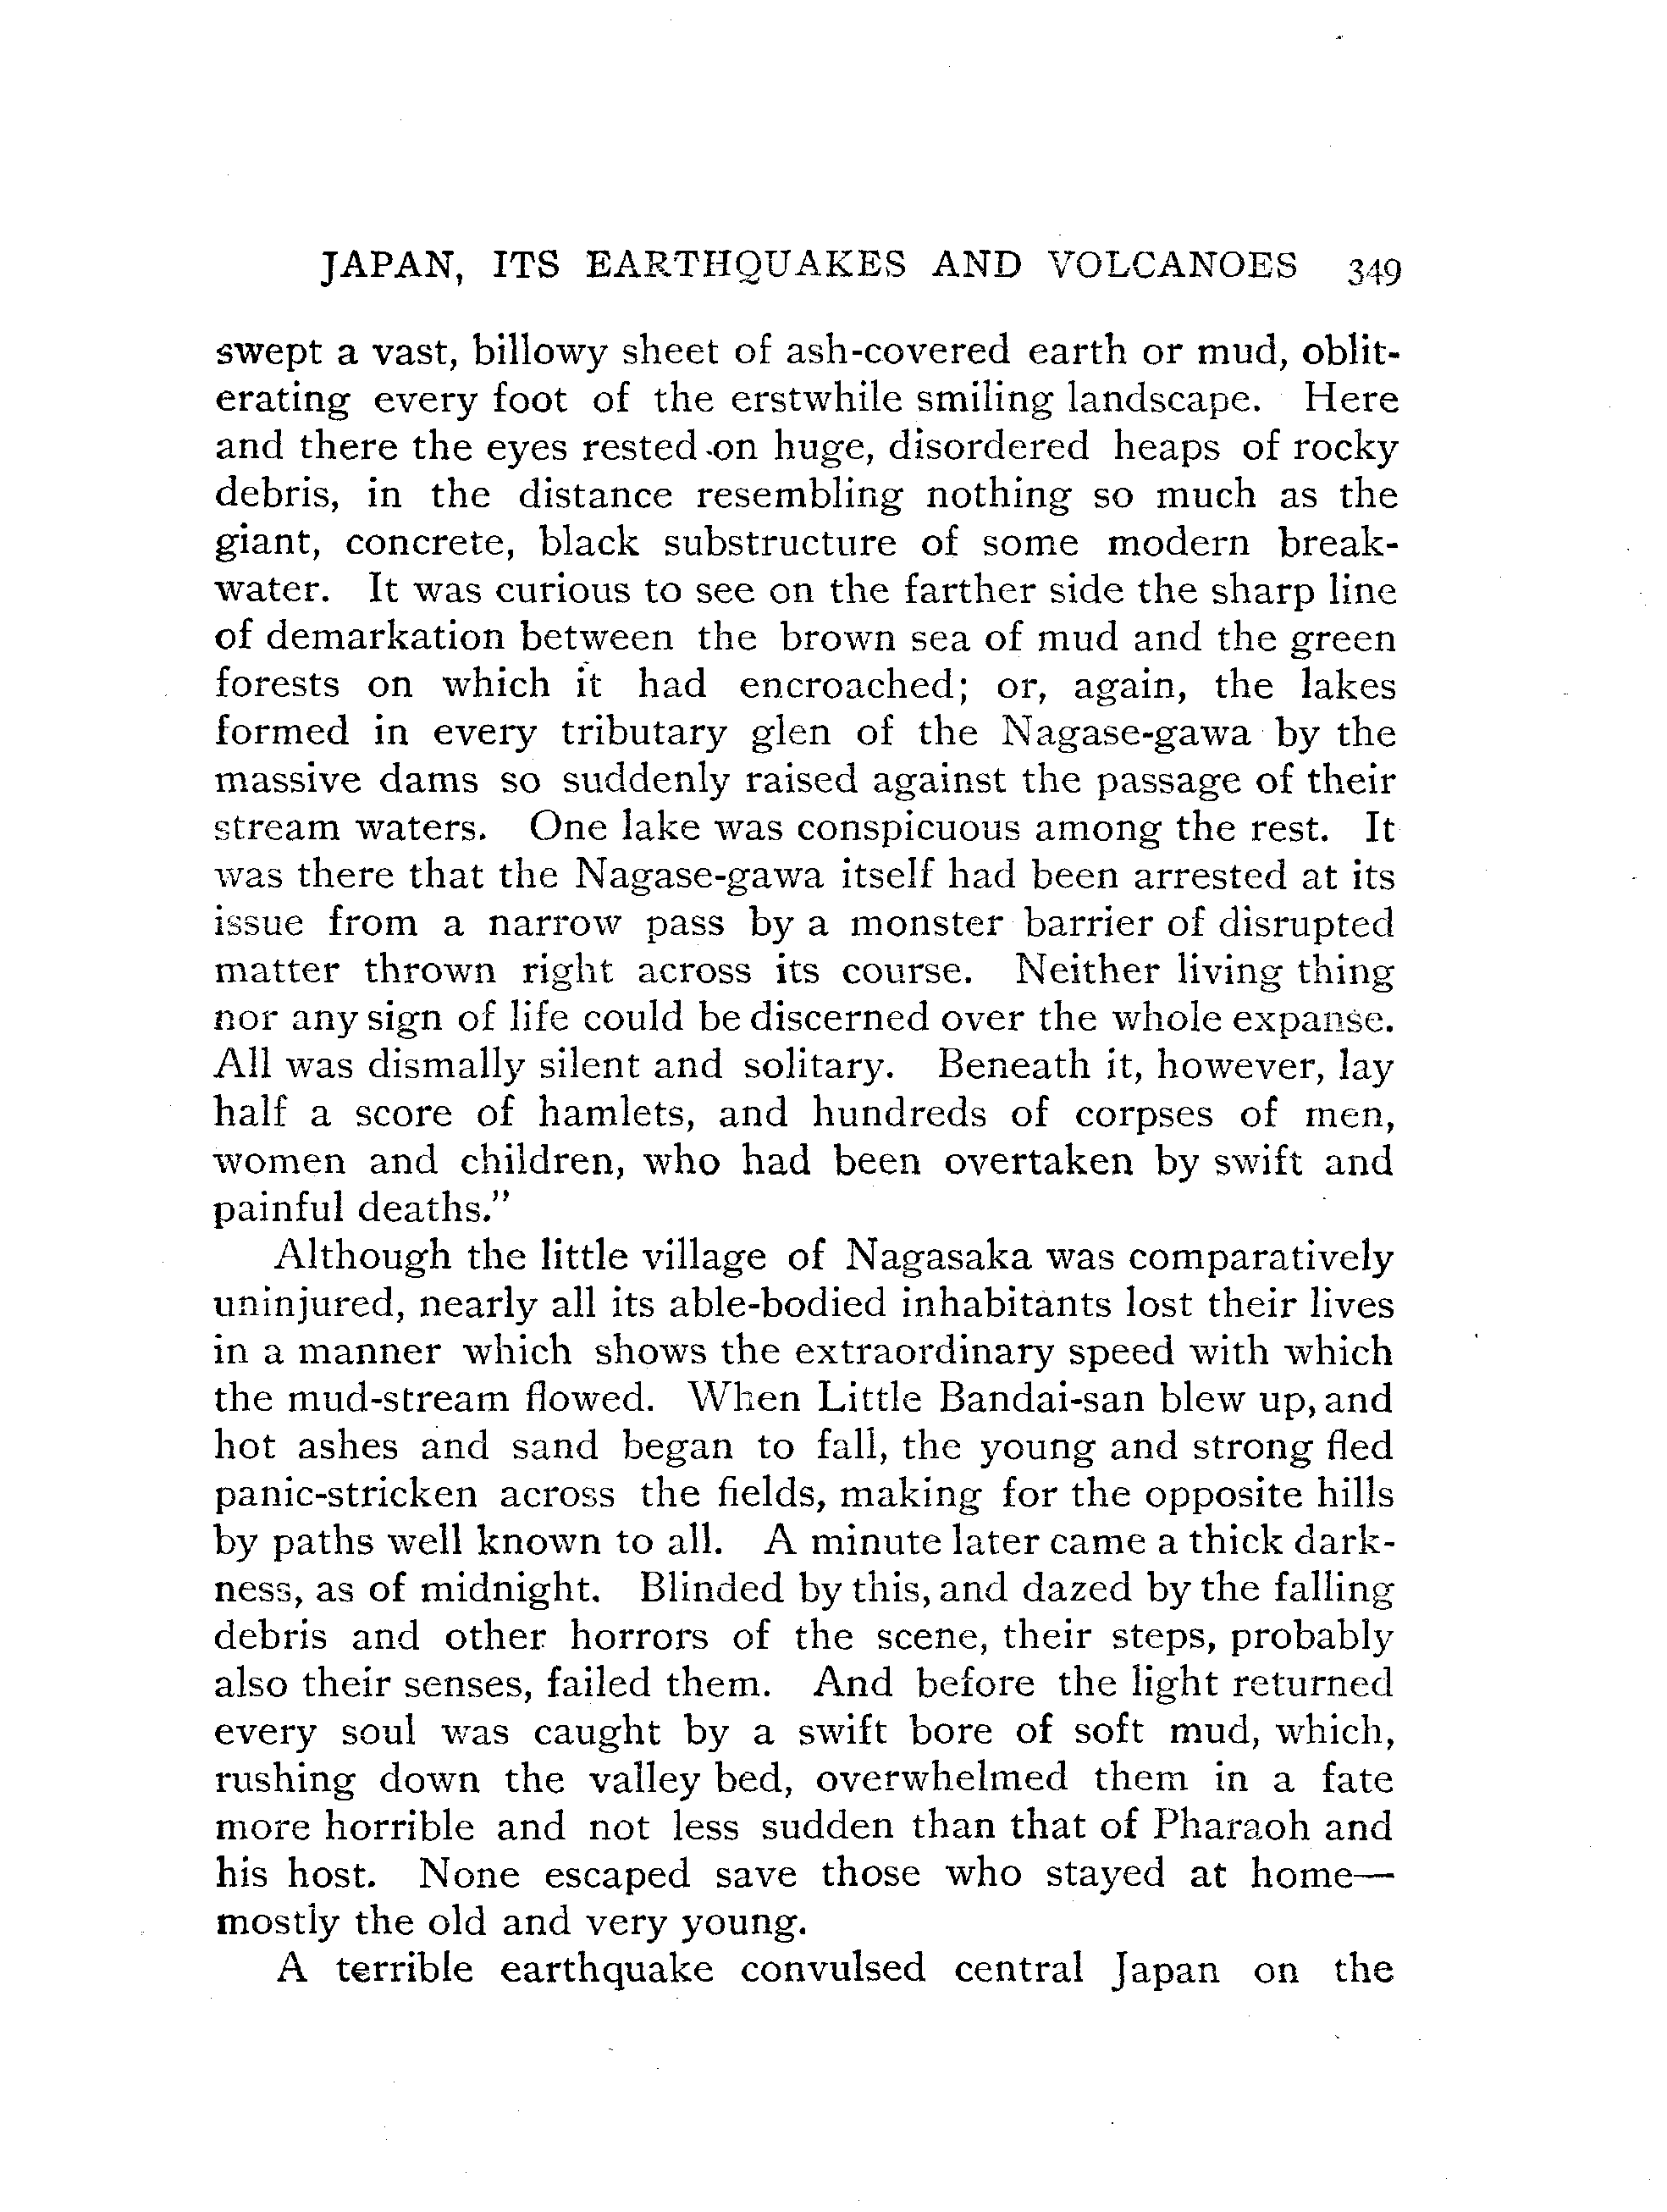 JAPAN, ITS EARTHQUAKES AND VOLCANOES 349
swept a vast, billowy sheet of ash-covered earth or mud, oblit-
erating every foot of the erstwhile smiling landscape. Here
and there the eyes rested on huge, disordered heaps of rocky
debris, in the distance resembling nothing so much as the
giant, concrete, black substructure of some modern break-
water. It was curious to see on the farther side the sharp line
of demarkation between the brown sea of mud and the green
forests on which it had encroached; or, again, the lakes
formed in every tributary glen of the Nagase-gawa by the
massive dams so suddenly raised against the passage of their
stream waters. One lake was conspicuous among the rest. It
was there that the Nagase-gawa itself had been arrested at its
issue from a narrow pass by a monster barrier of disrupted
matter thrown right across its course. Neither living thing
nor any sign of life could be discerned over the whole expanse.
All was dismally silent and solitary. Beneath it, however, lay
half a score of hamlets, and hundreds of corpses of men,
women and children, who had been overtaken by swift and
painful deaths."
Although the little village of Nagasaka was comparatively
uninjured, nearly all its able-bodied inhabitants lost their lives
in a manner which shows the extraordinary speed with which
the mud-stream flowed. When Little Bandai-san blew up, and
hot ashes and sand began to fall, the young and strong fled
panic-stricken across the fields, making for the opposite hills
by paths well known to all. A minute later came a thick dark-
ness, as of midnight. Blinded by this, and dazed by the falling
debris and other horrors of the scene, their steps, probably
also their senses, failed them. And before the light returned
every soul was caught by a swift bore of soft mud, which,
rushing down the valley bed, overwhelmed them in a fate
more horrible and not less sudden than that of Pharaoh and
his host. None escaped save those who stayed at home—
mostly the old and very young.
A terrible earthquake convulsed central Japan on the